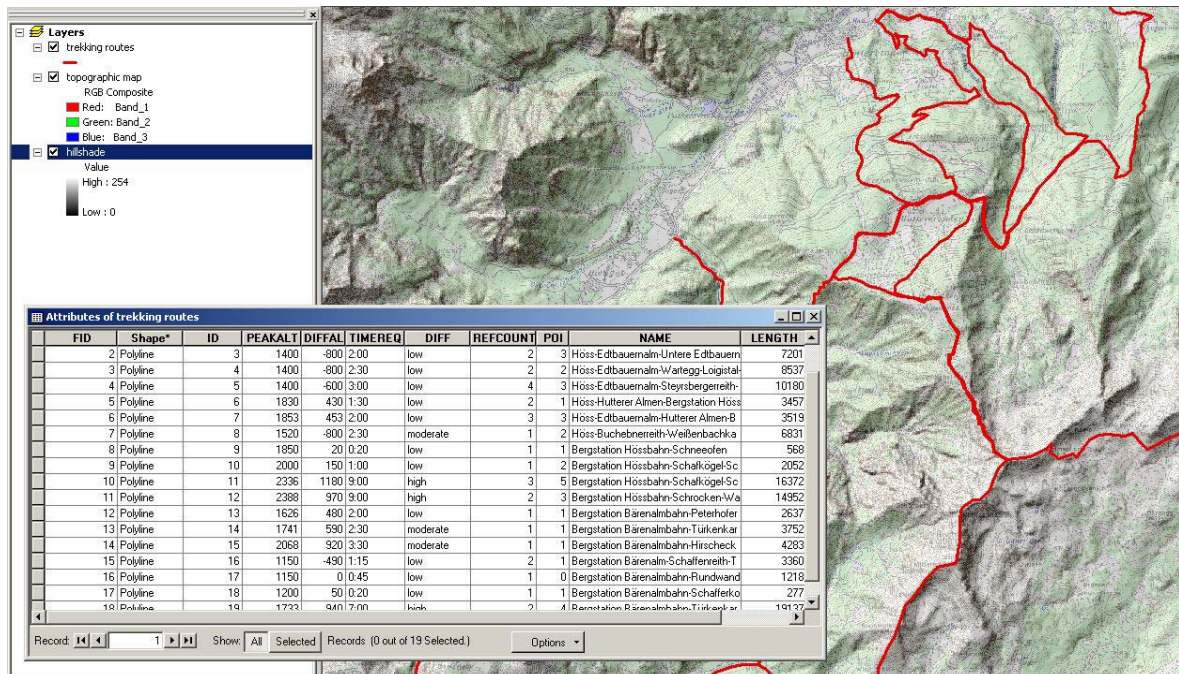 Layers
trekking routes
topographic map
RGB Composite
Red: Band_1
Green: Band_2
Blue: Band_3
hillshade
Value
High : 254
Low : 0
Attributes of trekking routes
FID Shape* ID PEAKALT DIFFAL TIMEREQ DIFF REFCOUNT POI NAME LENGTH
2 Polyline 3 1400 -800 2:00 low 2 3 Höss-Edtbauernalm-Untere Edtbauern 7201
3 Polyline 4 1400 -800 2:30 low 2 2 Höss-Edtbauernalm-Wartegg-Loigistal- 8537
4 Polyline 5 1400 -600 3:00 low 4 3 Höss-Edtbauernalm-Steyrsbergerreith- 10180
5 Polyline 6 1830 430 1:30 low 2 1 Höss-Hutterer Almen-Bergstation Höss 3457
6 Polyline 7 1853 453 2:00 low 3 3 Höss-Edtbauernalm-Hutterer Almen-B 3519
7 Polyline 8 1520 -800 2:30 moderate 1 2 Höss-Buchebnerreith-Weißenbachka 6831
8 Polyline 9 1850 20 0:20 low 1 1 Bergstation Hössbahn-Schneeofen 568
9 Polyline 10 2000 150 1:00 low 1 2 Bergstation Hössbahn-Schafkögel-Sc 2052
10 Polyline 11 2336 1180 9:00 high 3 5 Bergstation Hössbahn-Schafkögel-Sc 16372
11 Polyline 12 2388 970 9:00 high 2 3 Bergstation Hössbahn-Schrocken-Wa 14952
12 Polyline 13 1626 480 2:00 low 1 1 Bergstation Bärenalmbahn-Peterhofer 2637
13 Polyline 14 1741 590 2:30 moderate 1 1 Bergstation Bärenalmbahn-Türkenkar 3752
14 Polyline 15 2068 920 3:30 moderate 1 1 Bergstation Bärenalmbahn-Hirscheck 4283
15 Polyline 16 1150 -490 1:15 low 2 1 Bergstation Bärenalm-Schaffenreith-T 3360
16 Polyline 17 1150 0 0:45 low 1 0 Bergstation Bärenalmbahn-Rundwand 1218
17 Polyline 18 1200 50 0:20 low 1 1 Bergstation Bärenalmbahn-Schafferko 277
18 Polyline 19 1733 940 7:00 high 2 4 Bergstation Bärenalmbahn-Türkenkar 19137
Record: 1 Show: All Selected Records (0 out of 19 Selected.) Options